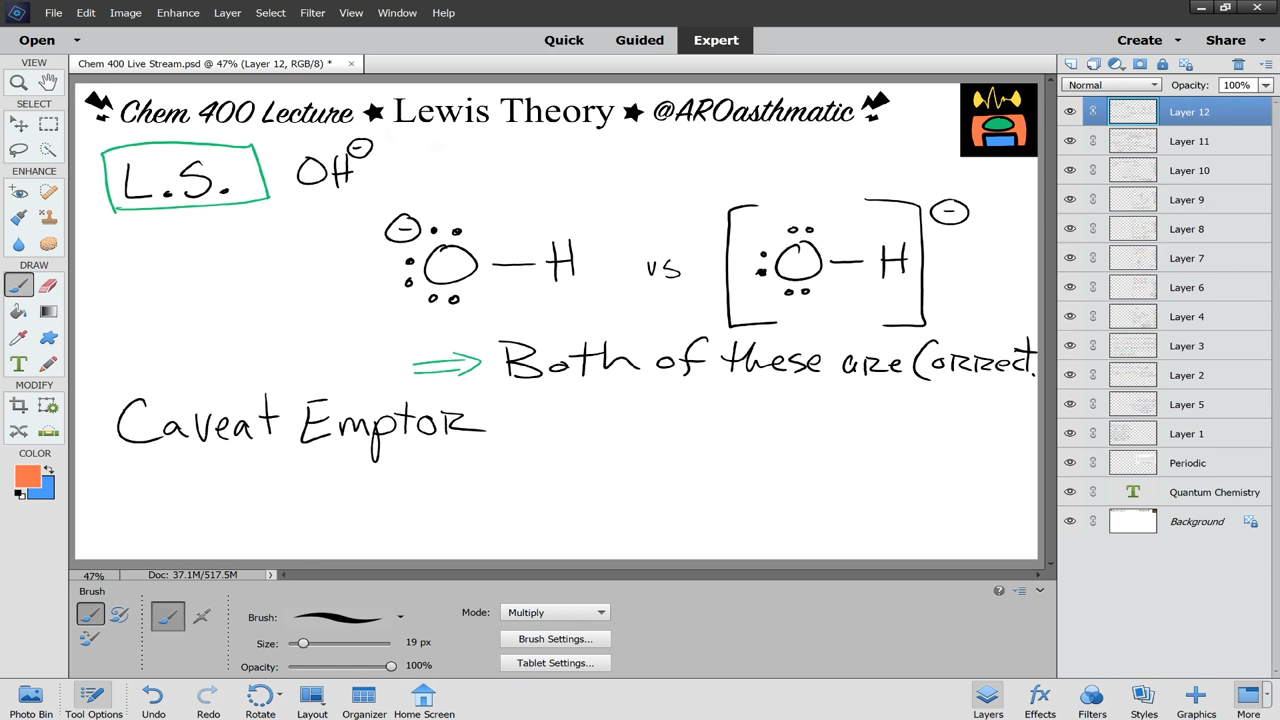 File Edit Image Enhance Layer Select Filter View Window Help
Open Quick Guided Expert Create Share
Chem 400 Live Stream.psd @ 47% (Layer 12, RGB/8) * ×
VIEW
SELECT
ENHANCE
DRAW
MODIFY
COLOR
Chem 400 Lecture ★ Lewis Theory ★ @AROasthmatic
L.S. OH⊖
⊖ O — H vs [ O — H ] ⊖
⇒ Both of these are Correct.
Caveat Emptor
Normal Opacity: 100%
Layer 12
Layer 11
Layer 10
Layer 9
Layer 8
Layer 7
Layer 6
Layer 4
Layer 3
Layer 2
Layer 5
Layer 1
Periodic
T Quantum Chemistry
Background
47% Doc: 37.1M/517.5M
Brush
Brush: Mode: Multiply
Size: 19 px Brush Settings...
Opacity: 100% Tablet Settings...
Photo Bin Tool Options Undo Redo Rotate Layout Organizer Home Screen Layers Effects Filters Styles Graphics More